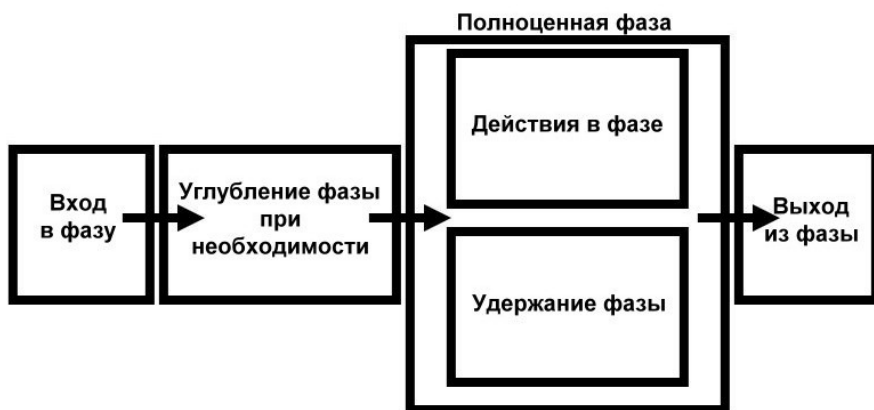 Полноценная фаза
Вход
в фазу
Углубление фазы
при
необходимости
Действия в фазе
Удержание фазы
Выход
из фазы